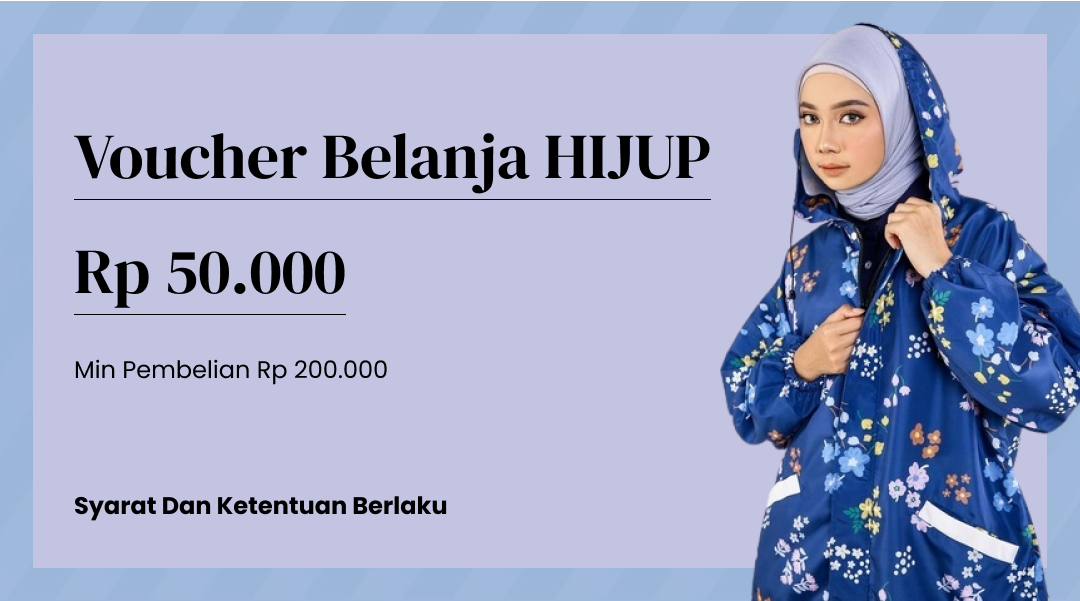 Voucher Belanja HIJUP
Rp 50.000
Min Pembelian Rp 200.000
Syarat Dan Ketentuan Berlaku